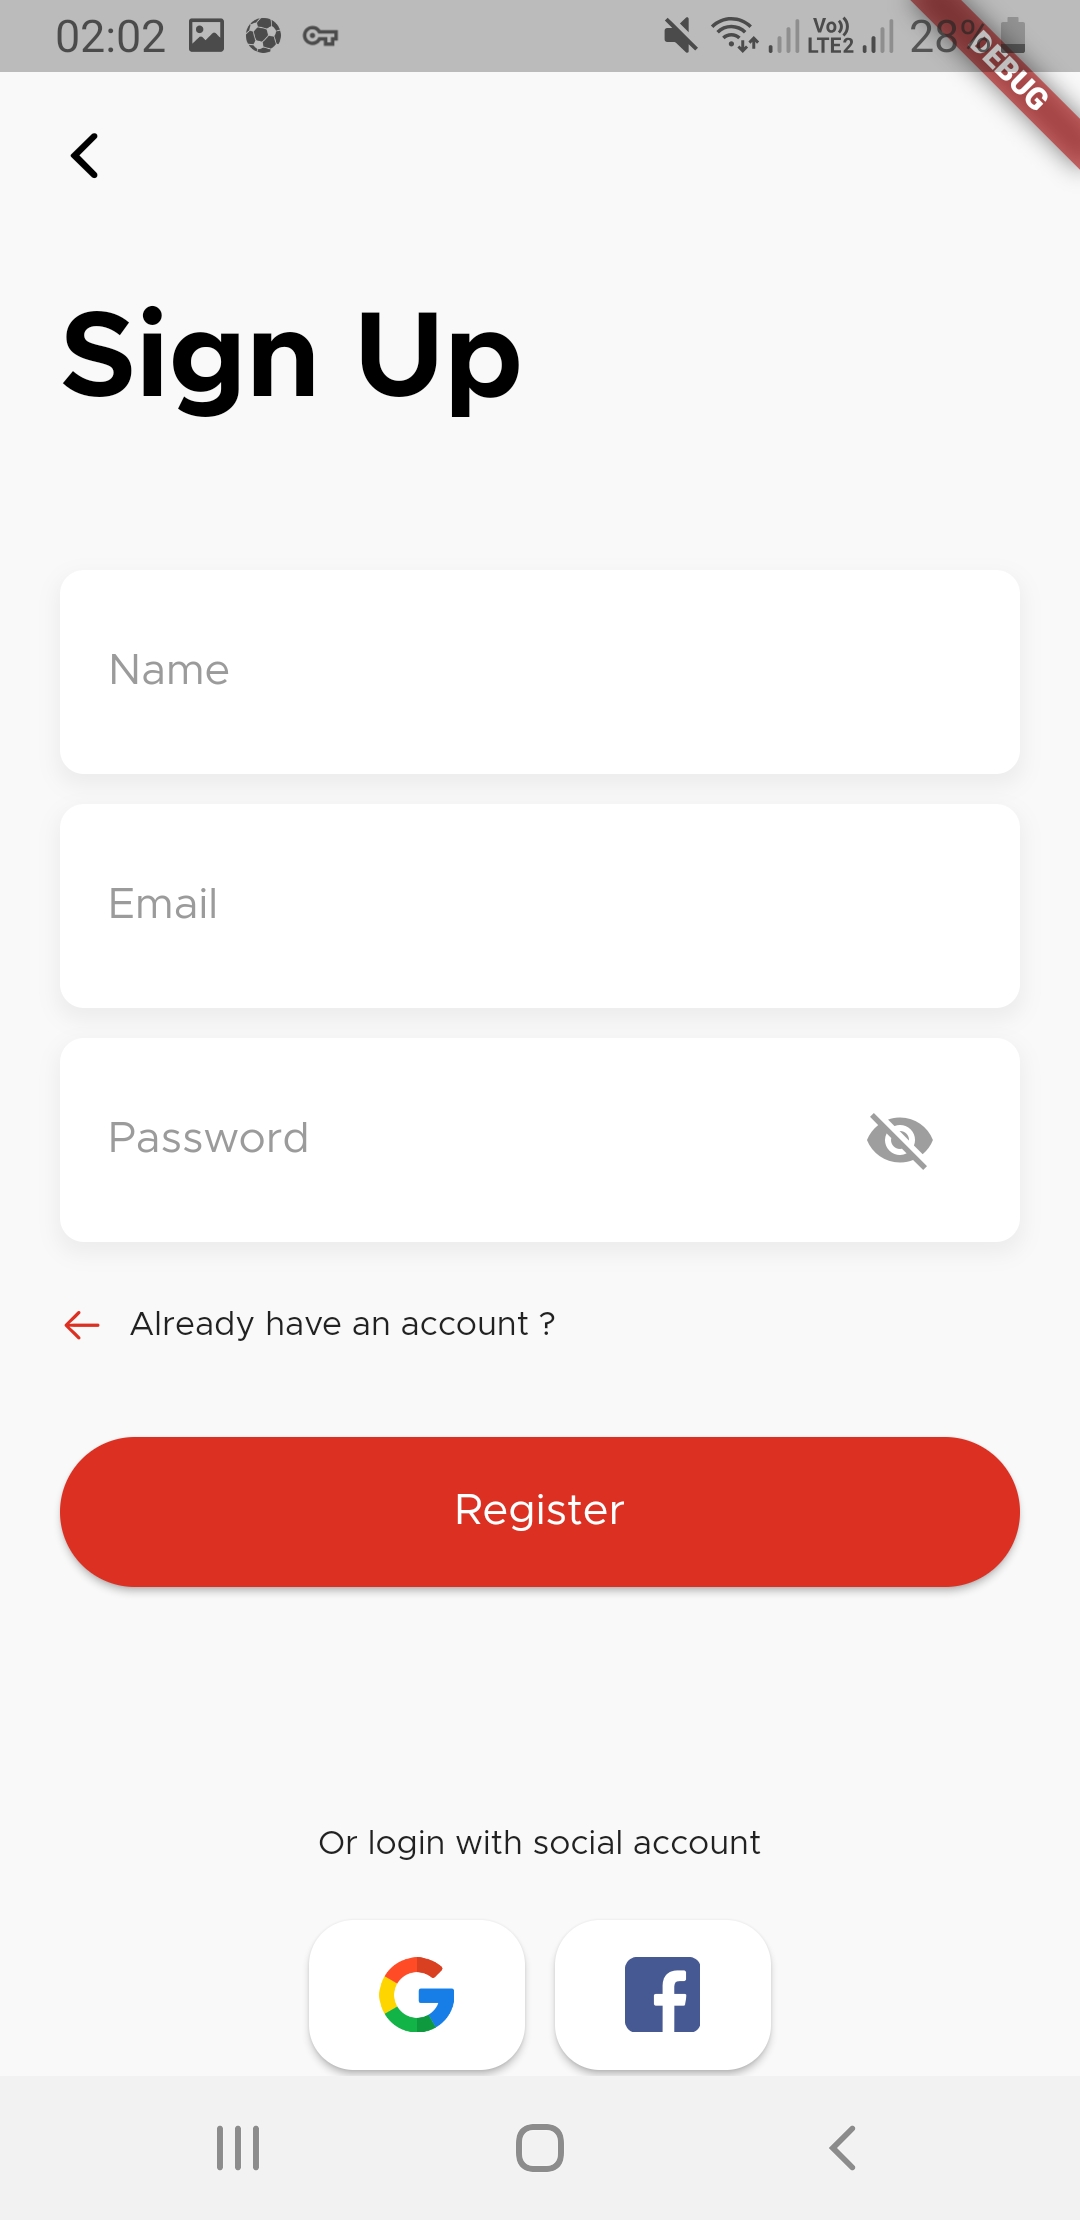 02:02 Vo)) LTE2 28%
DEBUG
Sign Up
Name
Email
Password
Already have an account ?
Register
Or login with social account